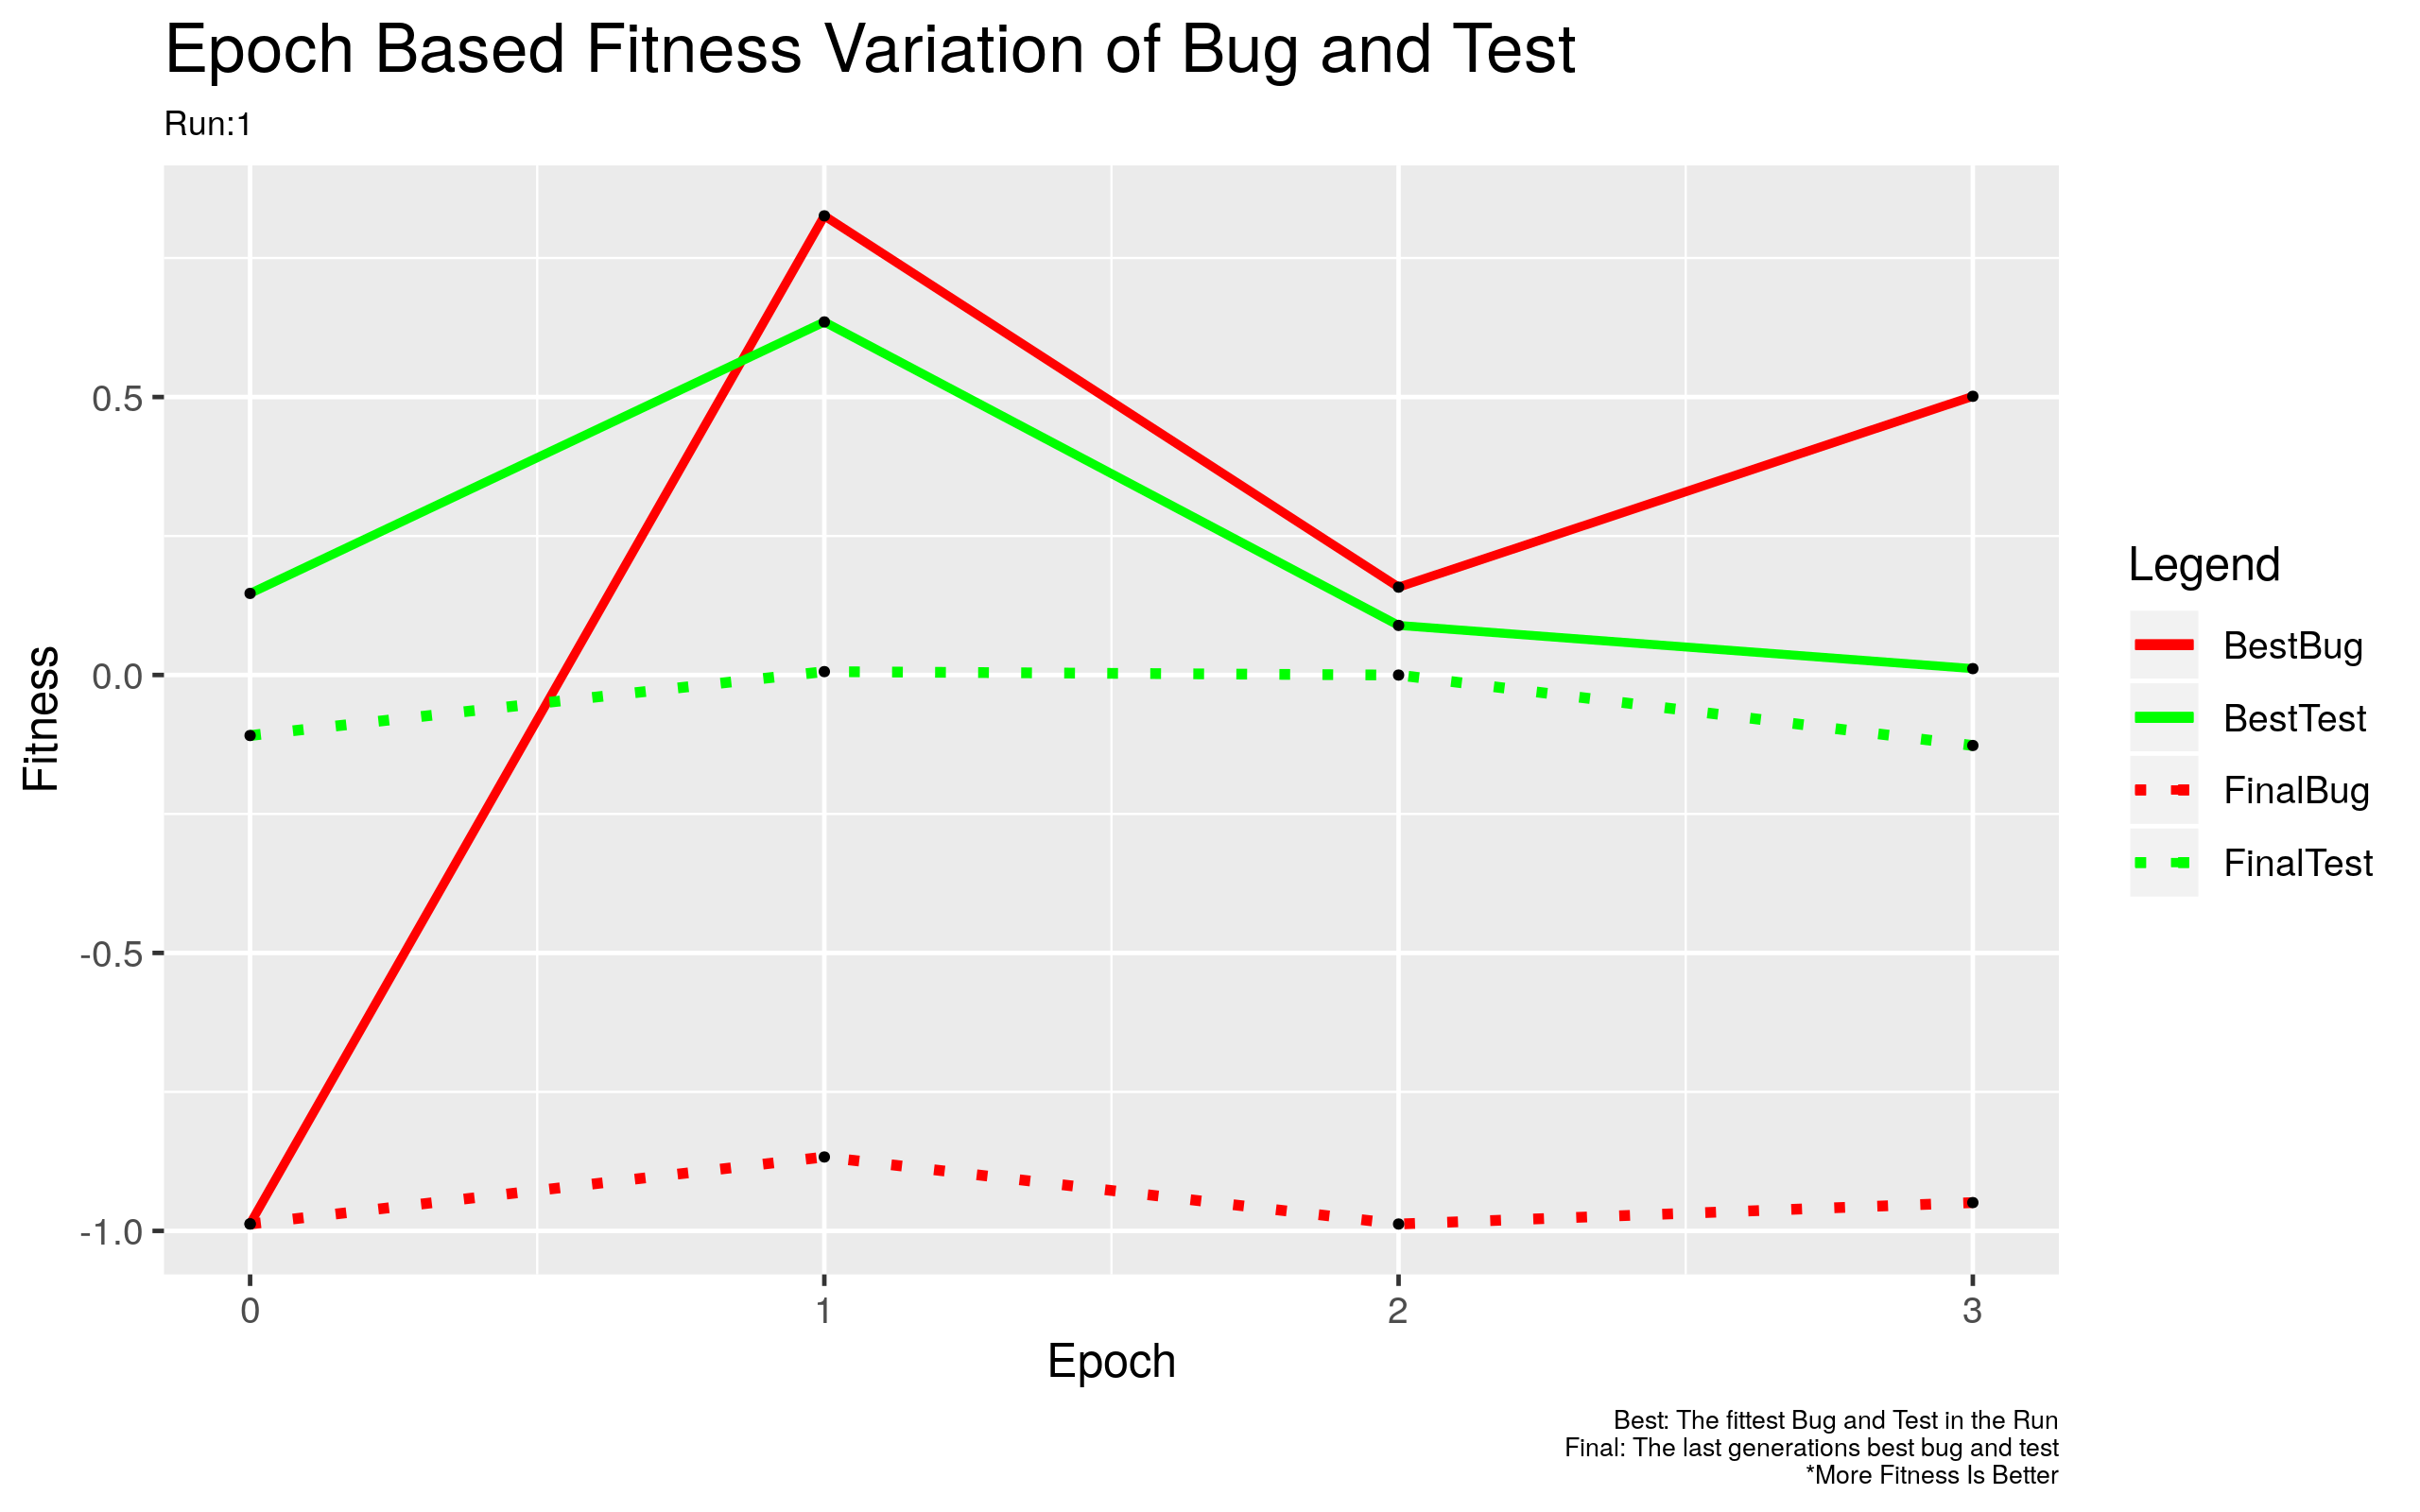 Epoch Based Fitness Variation of Bug and Test
Run:1
Fitness
0.5
0.0
-0.5
-1.0
0
1
2
3
Epoch
Legend
BestBug
BestTest
FinalBug
FinalTest
Best: The fittest Bug and Test in the Run
Final: The last generations best bug and test
*More Fitness Is Better